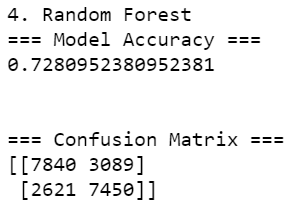 4. Random Forest
=== Model Accuracy ===
0.7280952380952381
=== Confusion Matrix ===
[[7840 3089]
[2621 7450]]